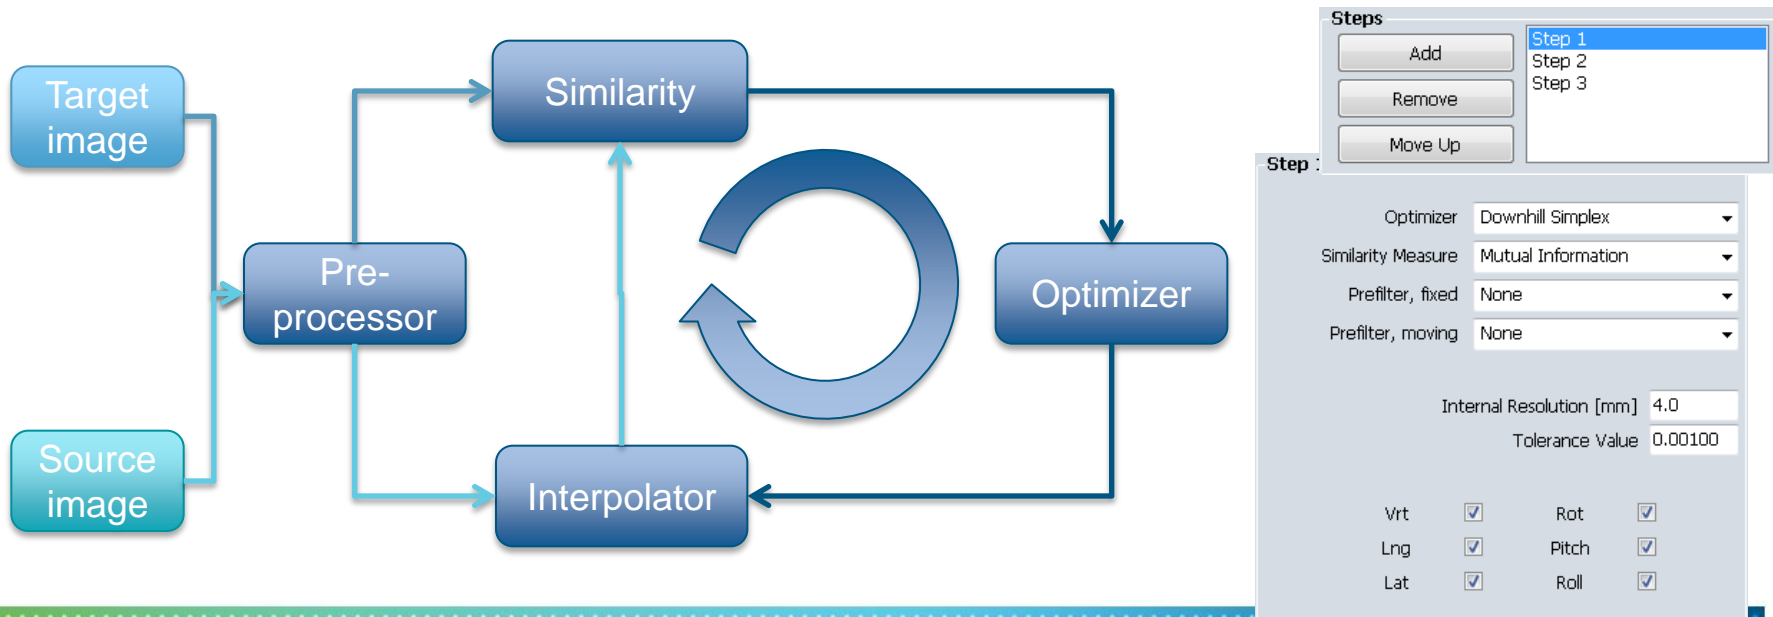 Target
image
Source
image
Pre-
processor
Similarity
Interpolator
Optimizer
Steps
Add
Remove
Move Up
Step 1
Step 2
Step 3
Step
Optimizer Downhill Simplex
Similarity Measure Mutual Information
Prefilter, fixed None
Prefilter, moving None
Internal Resolution [mm] 4.0
Tolerance Value 0.00100
Vrt Rot
Lng Pitch
Lat Roll